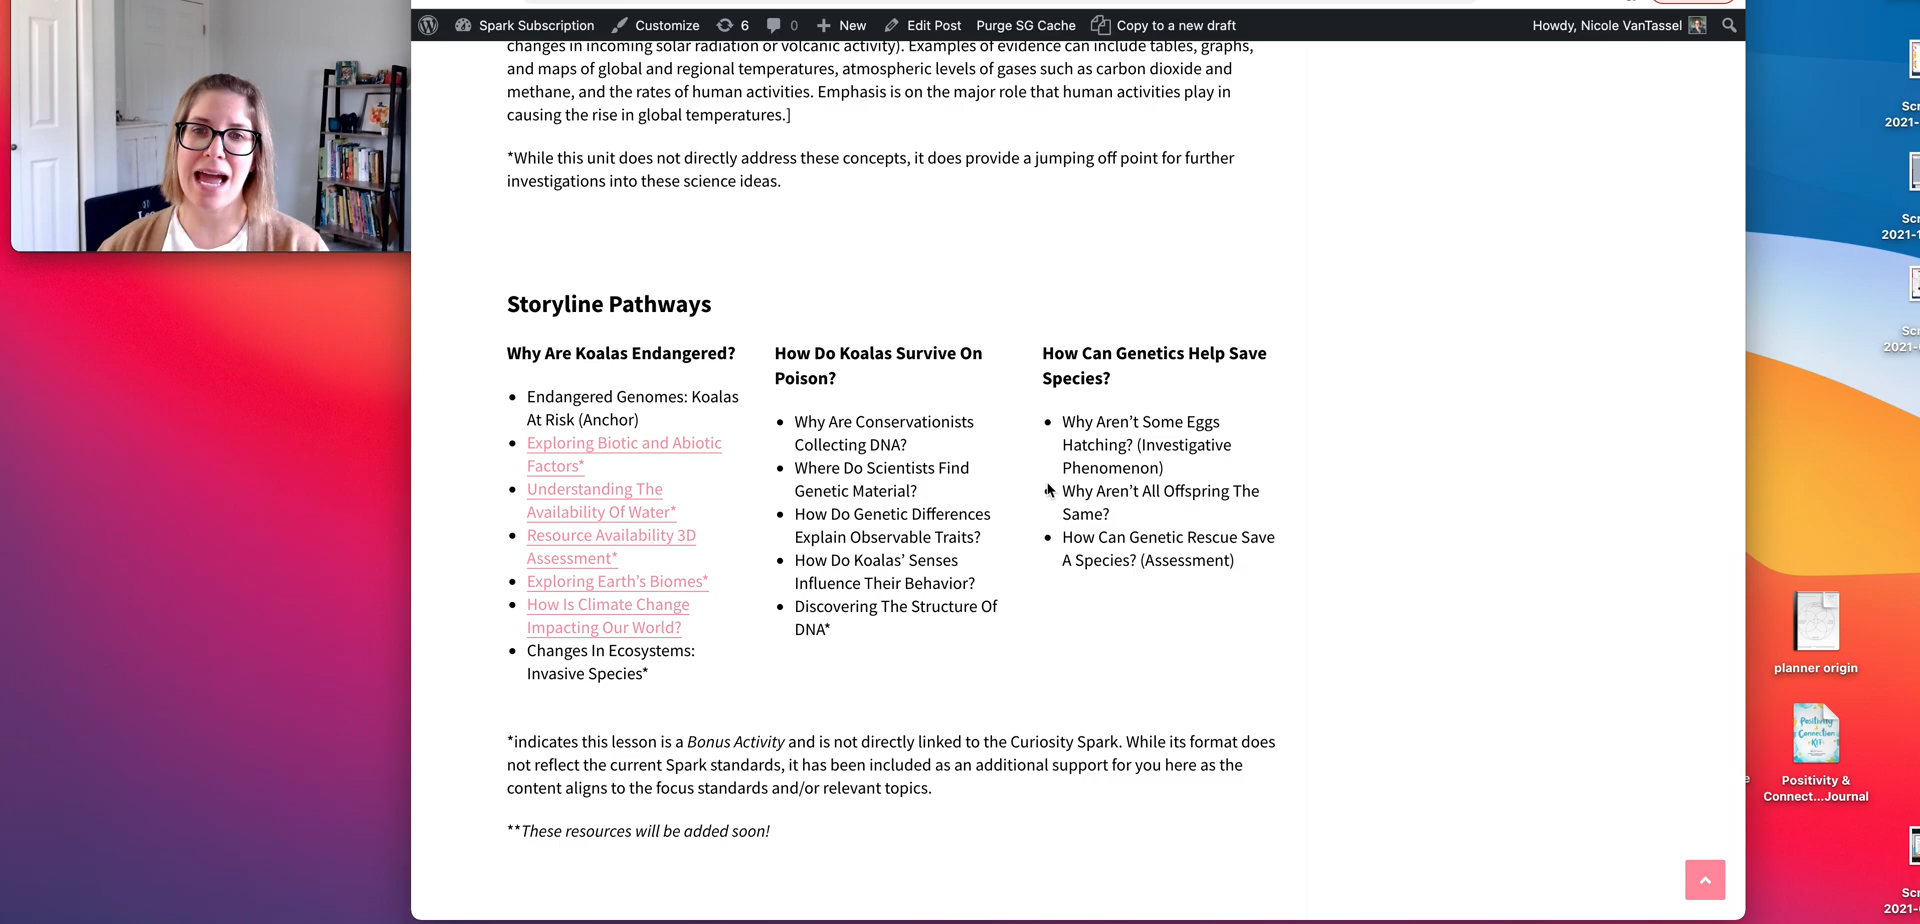 Spark Subscription Customize 6 0 New Edit Post Purge SG Cache Copy to a new draft Howdy, Nicole VanTassel
changes in incoming solar radiation or volcanic activity). Examples of evidence can include tables, graphs,
and maps of global and regional temperatures, atmospheric levels of gases such as carbon dioxide and
methane, and the rates of human activities. Emphasis is on the major role that human activities play in
causing the rise in global temperatures.]
*While this unit does not directly address these concepts, it does provide a jumping off point for further
investigations into these science ideas.
Storyline Pathways
Why Are Koalas Endangered?
Endangered Genomes: Koalas
At Risk (Anchor)
Exploring Biotic and Abiotic
Factors*
Understanding The
Availability Of Water*
Resource Availability 3D
Assessment*
Exploring Earth's Biomes*
How Is Climate Change
Impacting Our World?
Changes In Ecosystems:
Invasive Species*
How Do Koalas Survive On
Poison?
Why Are Conservationists
Collecting DNA?
Where Do Scientists Find
Genetic Material?
How Do Genetic Differences
Explain Observable Traits?
How Do Koalas' Senses
Influence Their Behavior?
Discovering The Structure Of
DNA*
How Can Genetics Help Save
Species?
Why Aren't Some Eggs
Hatching? (Investigative
Phenomenon)
Why Aren't All Offspring The
Same?
How Can Genetic Rescue Save
A Species? (Assessment)
*indicates this lesson is a Bonus Activity and is not directly linked to the Curiosity Spark. While its format does
not reflect the current Spark standards, it has been included as an additional support for you here as the
content aligns to the focus standards and/or relevant topics.
**These resources will be added soon!
Scr
2021-
Scr
2021-1
Scr
2021-
planner origin
Positivity &
Connection
Kit
Positivity &
Connect...Journal
Scr
2021-